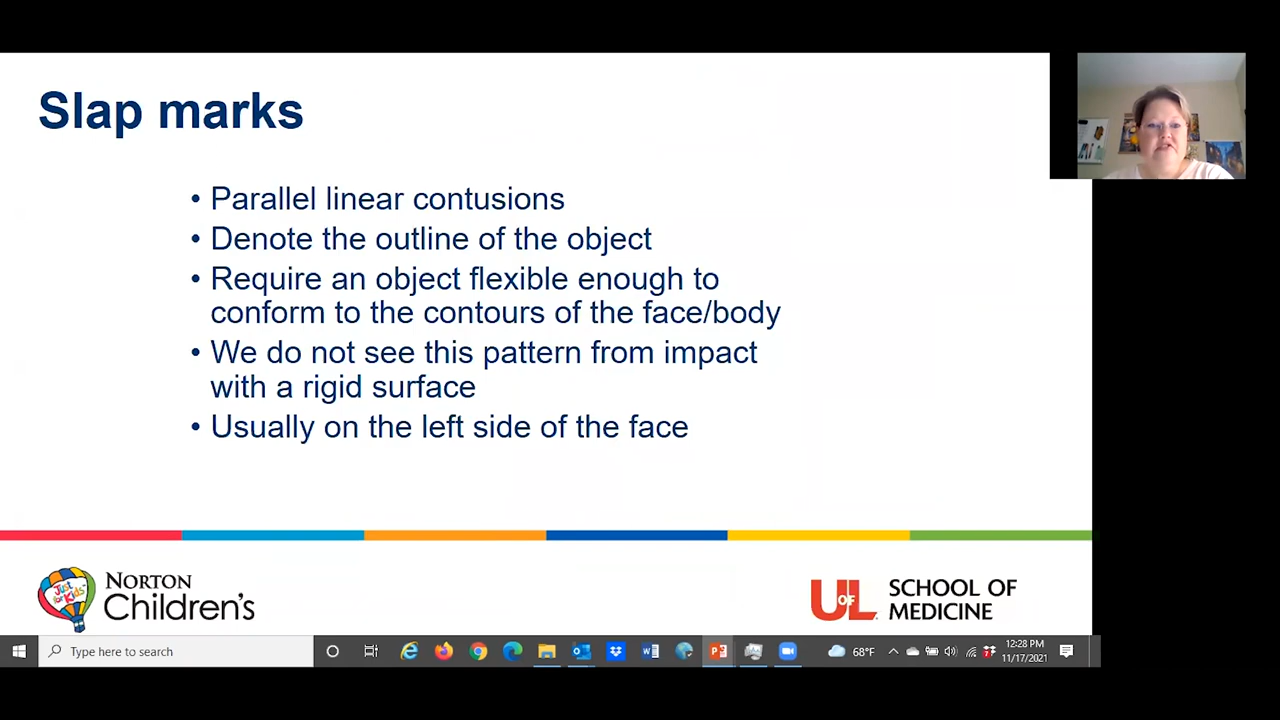 Slap marks
• Parallel linear contusions
• Denote the outline of the object
• Require an object flexible enough to
conform to the contours of the face/body
• We do not see this pattern from impact
with a rigid surface
• Usually on the left side of the face
Just for Kids
NORTON
Children's
UofL
SCHOOL OF
MEDICINE
Type here to search
68°F
12:28 PM
11/17/2021